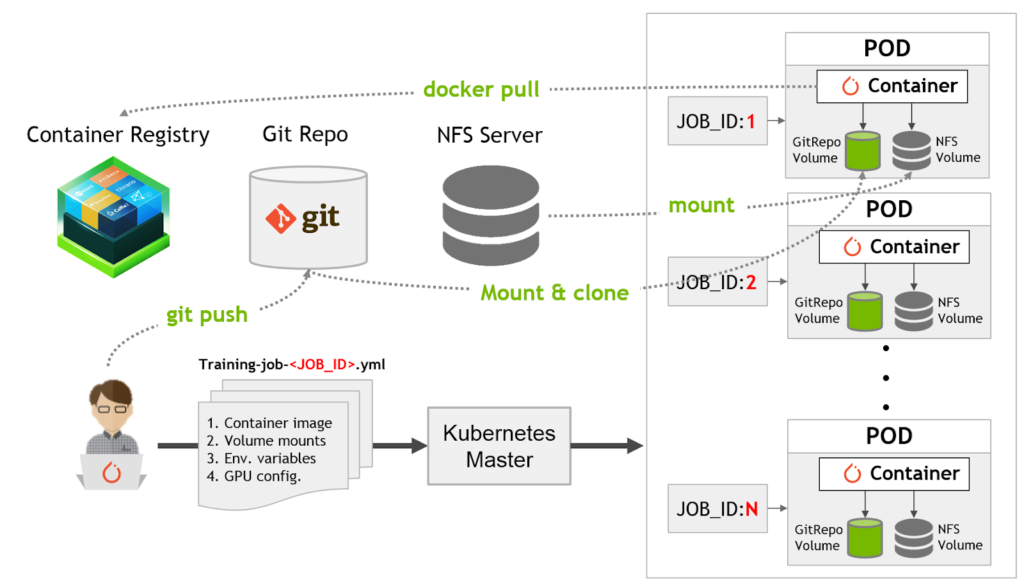 POD
Container
docker pull
Container Registry
Git Repo
NFS Server
JOB_ID:1
GitRepo
Volume
NFS
Volume
git
mount
POD
Container
Mount & clone
JOB_ID:2
GitRepo
Volume
NFS
Volume
git push
Training-job-<JOB_ID>.yml
1. Container image
2. Volume mounts
3. Env. variables
4. GPU config.
Kubernetes
Master
POD
Container
JOB_ID:N
GitRepo
Volume
NFS
Volume